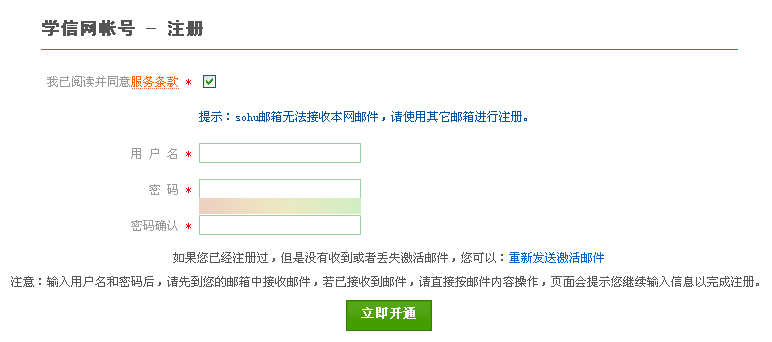 学信网帐号 - 注册
我已阅读并同意服务条款 *
提示：sohu邮箱无法接收本网邮件，请使用其它邮箱进行注册。
用 户 名 *
密 码 *
密码确认 *
如果您已经注册过，但是没有收到或者丢失激活邮件，您可以：重新发送激活邮件
注意：输入用户名和密码后，请先到您的邮箱中接收邮件，若已接收到邮件，请直接按邮件内容操作，页面会提示您继续输入信息以完成注册。
立即开通